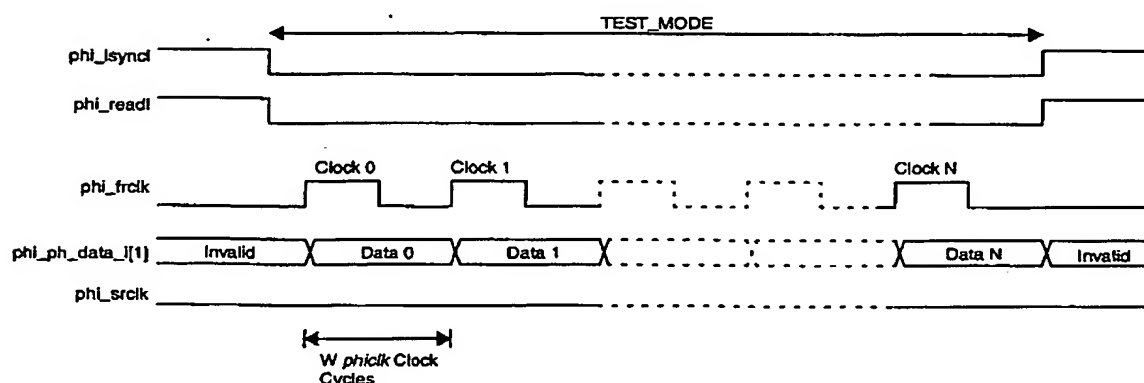 TEST_MODE
phi_lsyncl
phi_readl
Clock 0 Clock 1 Clock N
phi_frclk
phi_ph_data_i[1] Invalid Data 0 Data 1 Data N Invalid
phi_srclk
W phiclk Clock
Cycles